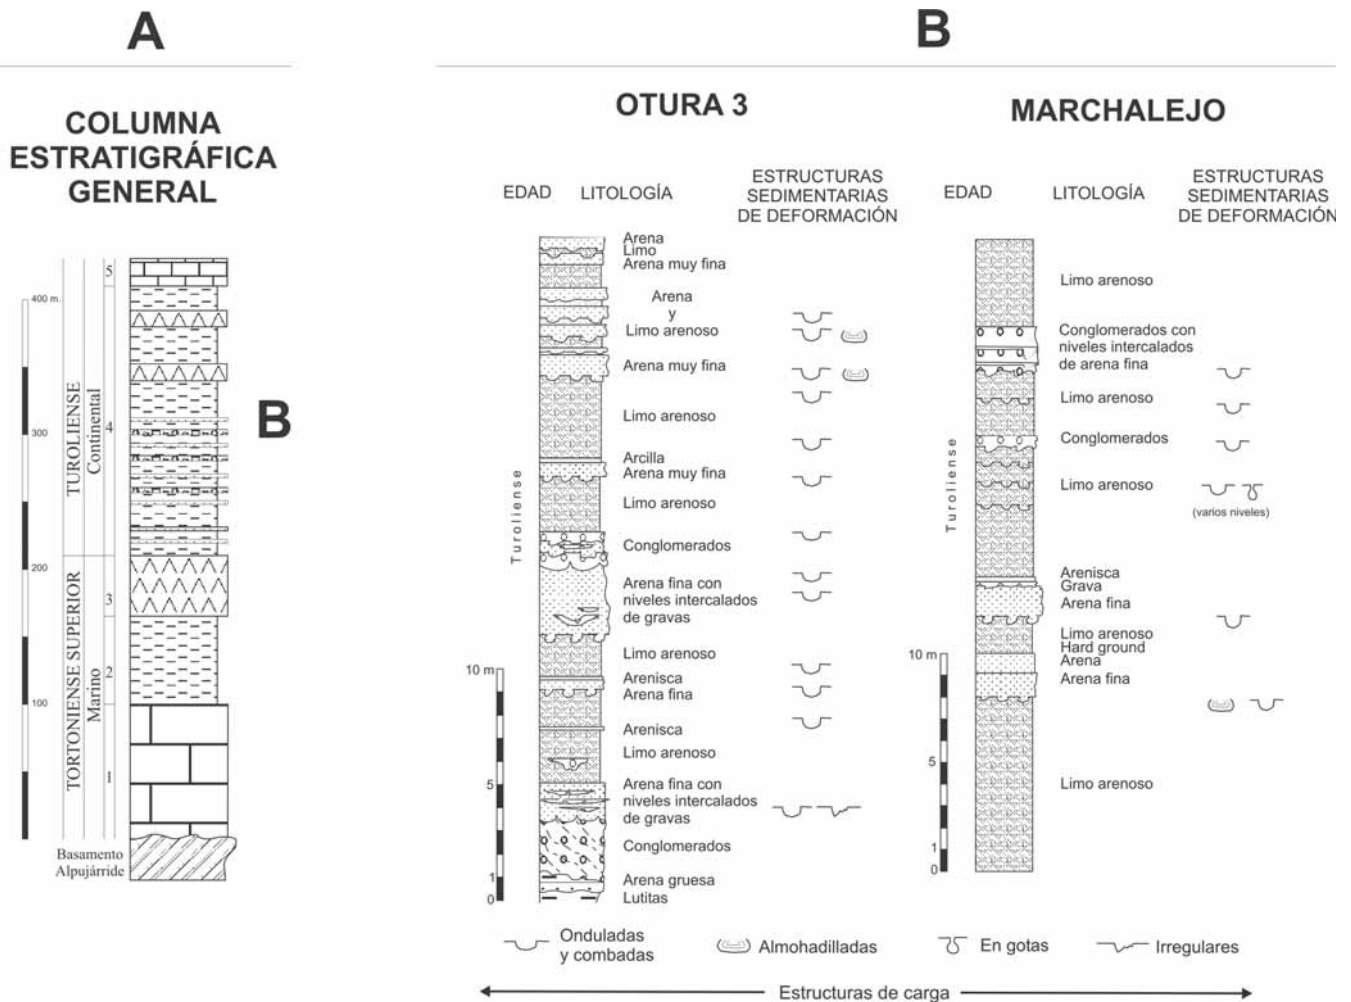 A
COLUMNA
ESTRATIGRÁFICA
GENERAL
400 m.
300
200
100
TUROLIENSE
Continental
TORTONIENSE SUPERIOR
Marino
5
4
3
2
1
Basamento
Alpujárride
B
B
OTURA 3
EDAD
LITOLOGÍA
ESTRUCTURAS
SEDIMENTARIAS
DE DEFORMACIÓN
Turoliense
Arena
Limo
Arena muy fina
Arena
y
Limo arenoso
Arena muy fina
Limo arenoso
Arcilla
Arena muy fina
Limo arenoso
Conglomerados
Arena fina con
niveles intercalados
de gravas
Limo arenoso
Arenisca
Arena fina
Arenisca
Limo arenoso
Arena fina con
niveles intercalados
de gravas
Conglomerados
Arena gruesa
Lutitas
10 m
5
1
0
MARCHALEJO
EDAD
LITOLOGÍA
ESTRUCTURAS
SEDIMENTARIAS
DE DEFORMACIÓN
Turoliense
Limo arenoso
Conglomerados con
niveles intercalados
de arena fina
Limo arenoso
Conglomerados
Limo arenoso
(varios niveles)
Arenisca
Grava
Arena fina
Limo arenoso
Hard ground
Arena
Arena fina
Limo arenoso
10 m
5
1
0
Onduladas
y combadas
Almohadilladas
En gotas
Irregulares
Estructuras de carga